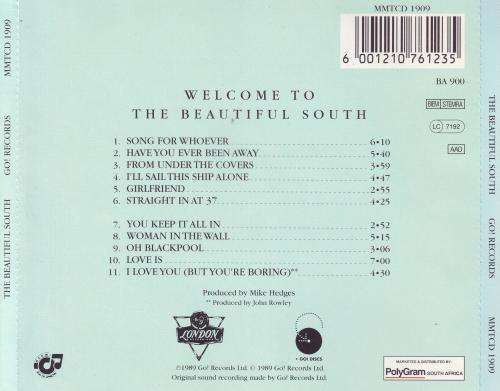 MMTCD 1909
6 001210 761235
BA 900
WELCOME TO
THE BEAUTIFUL SOUTH
BIEM STEMRA
LC 7192
AAD
1. SONG FOR WHOEVER 6•10
2. HAVE YOU EVER BEEN AWAY 5•40
3. FROM UNDER THE COVERS 3•59
4. I'LL SAIL THIS SHIP ALONE 4•47
5. GIRLFRIEND 2•55
6. STRAIGHT IN AT 37 4•25
7. YOU KEEP IT ALL IN 2•52
8. WOMAN IN THE WALL 5•15
9. OH BLACKPOOL 3•06
10. LOVE IS 7•00
11. I LOVE YOU (BUT YOU'RE BORING)** 4•30
Produced by Mike Hedges
** Produced by John Rowley
LONDON
GO! DISCS
℗1989 Go! Records Ltd. © 1989 Go! Records Ltd.
Original sound recording made by Go! Records Ltd.
MARKETED & DISTRIBUTED BY
PolyGram SOUTH AFRICA
THE BEAUTIFUL SOUTH GO! RECORDS MMTCD 1909
THE BEAUTIFUL SOUTH GO! RECORDS MMTCD 1909